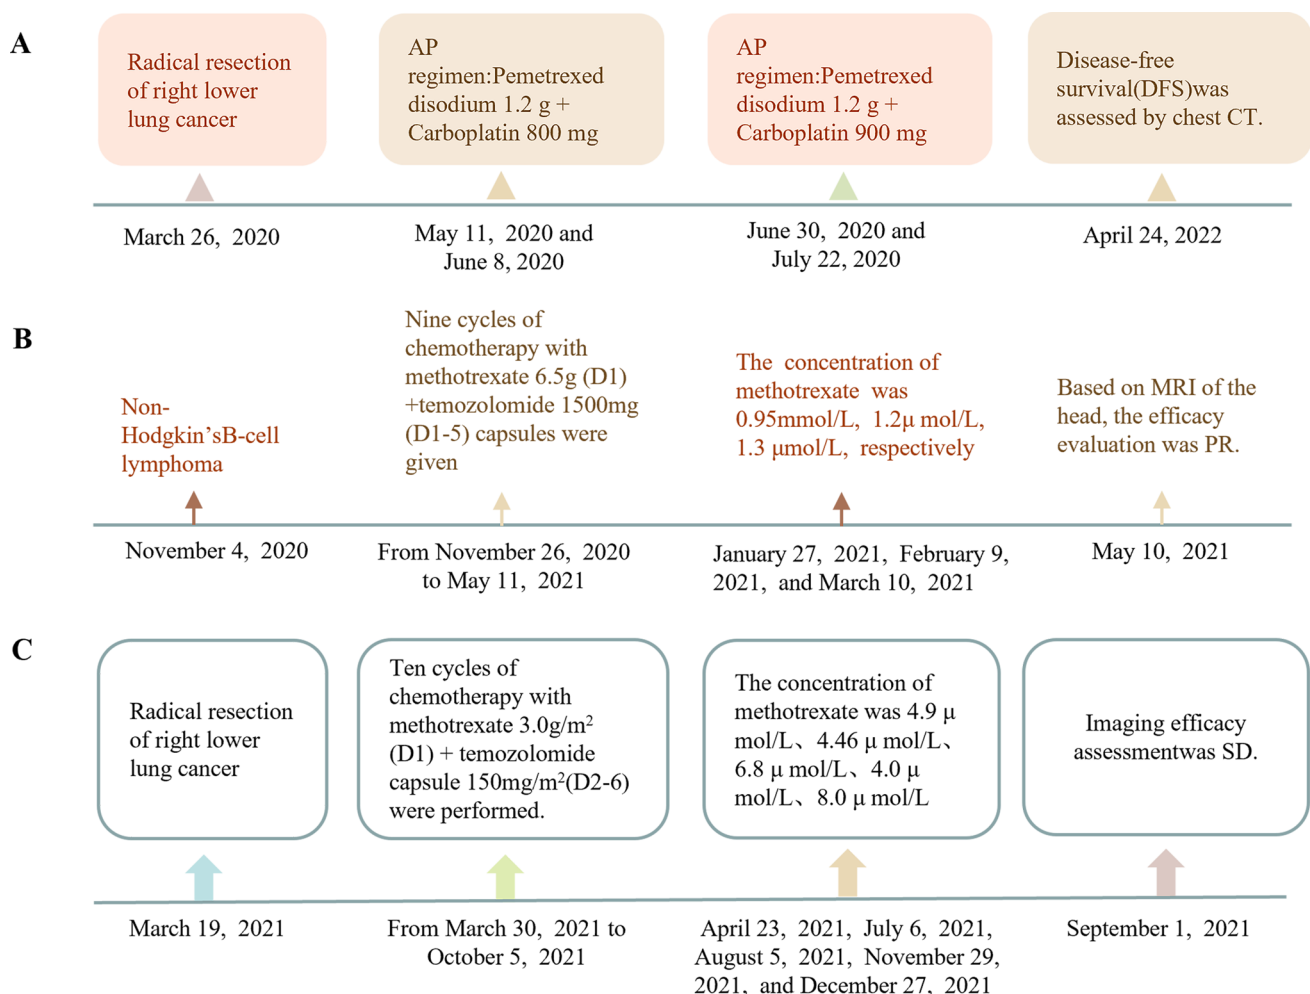 A
Radical resection
of right lower
lung cancer
AP
regimen:Pemetrexed
disodium 1.2 g +
Carboplatin 800 mg
AP
regimen:Pemetrexed
disodium 1.2 g +
Carboplatin 900 mg
Disease-free
survival(DFS)was
assessed by chest CT.
March 26, 2020
May 11, 2020 and
June 8, 2020
June 30, 2020 and
July 22, 2020
April 24, 2022
B
Non-
Hodgkin'sB-cell
lymphoma
Nine cycles of
chemotherapy with
methotrexate 6.5g (D1)
+temozolomide 1500mg
(D1-5) capsules were
given
The concentration of
methotrexate was
0.95mmol/L, 1.2μ mol/L,
1.3 μmol/L, respectively
Based on MRI of the
head, the efficacy
evaluation was PR.
November 4, 2020
From November 26, 2020
to May 11, 2021
January 27, 2021, February 9,
2021, and March 10, 2021
May 10, 2021
C
Radical resection
of right lower
lung cancer
Ten cycles of
chemotherapy with
methotrexate 3.0g/m²
(D1) + temozolomide
capsule 150mg/m²(D2-6)
were performed.
The concentration of
methotrexate was 4.9 μ
mol/L、4.46 μ mol/L、
6.8 μ mol/L、4.0 μ
mol/L、8.0 μ mol/L
Imaging efficacy
assessmentwas SD.
March 19, 2021
From March 30, 2021 to
October 5, 2021
April 23, 2021, July 6, 2021,
August 5, 2021, November 29,
2021, and December 27, 2021
September 1, 2021